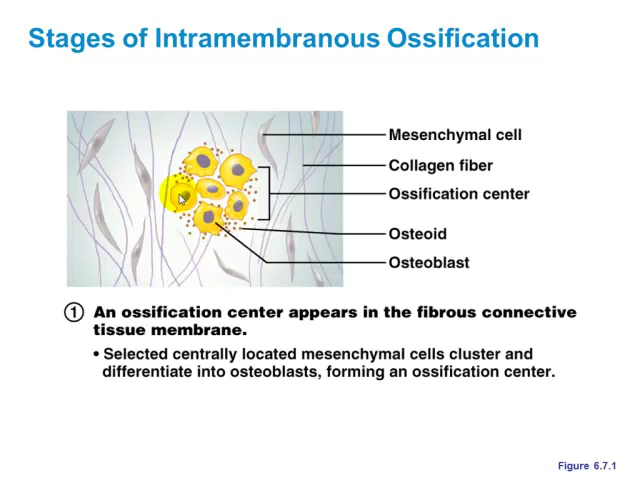 Stages of Intramembranous Ossification
Mesenchymal cell
Collagen fiber
Ossification center
Osteoid
Osteoblast
① An ossification center appears in the fibrous connective
tissue membrane.
• Selected centrally located mesenchymal cells cluster and
differentiate into osteoblasts, forming an ossification center.
Figure 6.7.1